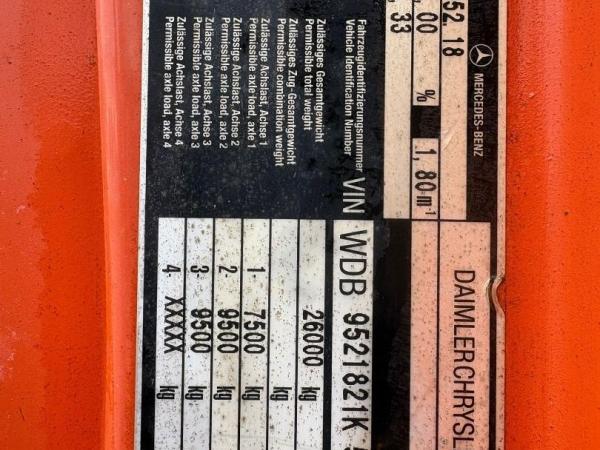 MERCEDES-BENZ
DAIMLERCHRYSL
52, 18
, 00 % 1, 80 m-1
, 33
Fahrzeugidentifizierungsnummer
Vehicle Identification Number VIN WDB 9521821K
Zulässiges Gesamtgewicht
Permissible total weight 26000 kg
Zulässiges Zug-Gesamtgewicht
Permissible combination weight kg
Zulässige Achslast, Achse 1
Permissible axle load, axle 1 1- 7500 kg
Zulässige Achslast, Achse 2
Permissible axle load, axle 2 2- 9500 kg
Zulässige Achslast, Achse 3
Permissible axle load, axle 3 3- 9500 kg
Zulässige Achslast, Achse 4
Permissible axle load, axle 4 4 XXXXX kg